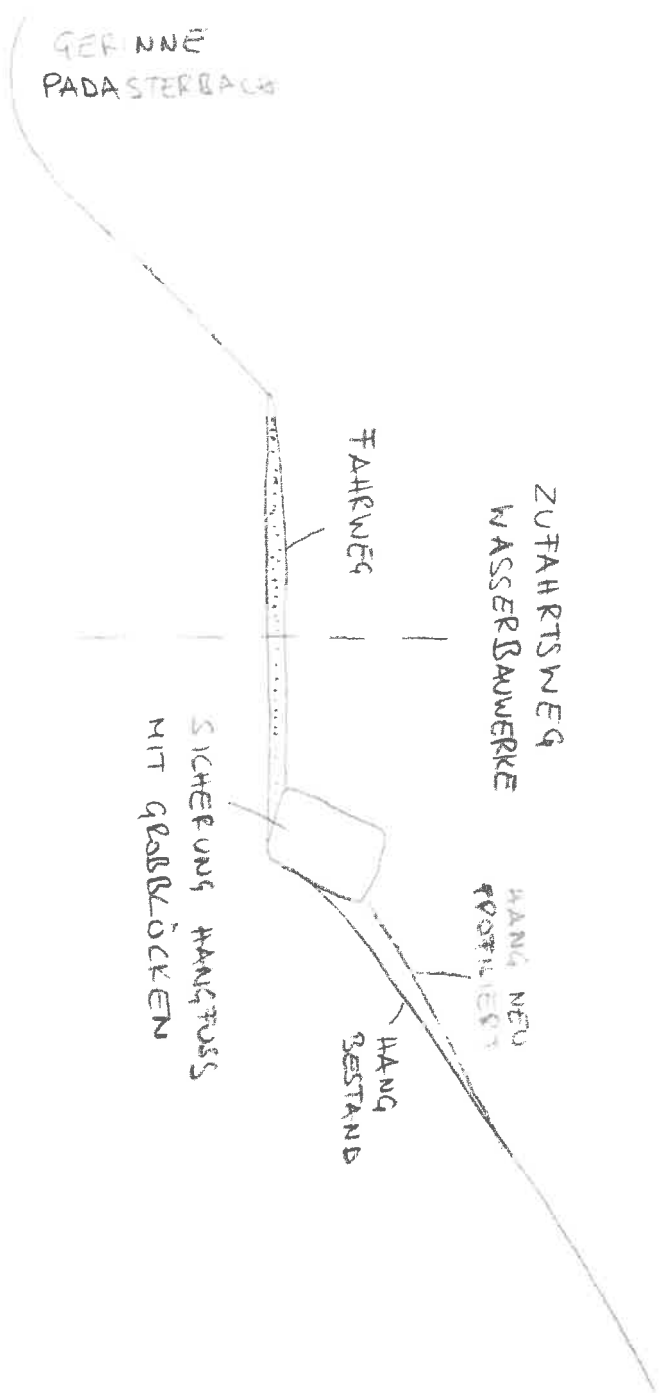 GERINNE
PADASTERBACH
ZUFAHRTSWEG
WASSERBAUWERKE
FAHRWEG
SICHERUNG HANGFUSS
MIT GROBBLÖCKEN
HANG NEU
PROFILIERT
HANG
BESTAND